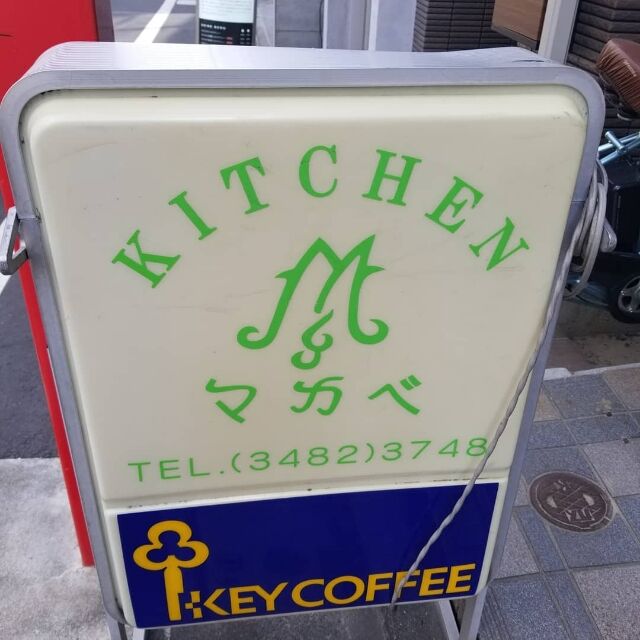 KITCHEN
M
マカベ
TEL.(3482)3748
KEY COFFEE